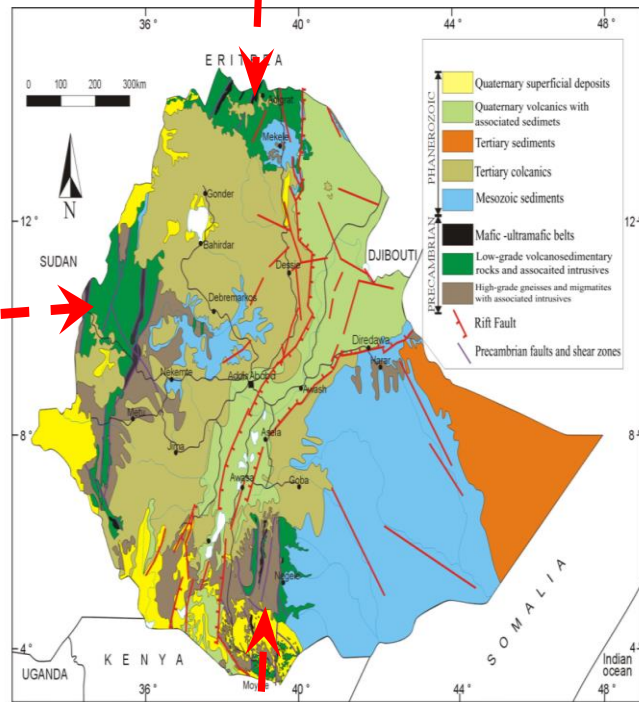 36
40
44
48
ERITREA
0 100 200 300km
Adigrat
Mekele
N
Gonder
12
12
Bahirdar
SUDAN
DJIBOUTI
Dessie
Debremarkos
Diredawa
Harar
Nekemte
Addis Ababa
Awash
Metu
8
8
Asela
Jima
Goba
Awasa
Negele
4
4
UGANDA
KENYA
SOMALIA
Indian
ocean
Moyale
36
40
44
48
PHANEROZOIC
Quaternary superficial deposits
Quaternary volcanics with
associated sedimets
Tertiary sediments
Tertiary colcanics
Mesozoic sediments
PRECAMBRIAN
Mafic -ultramafic belts
Low-grade volcanosedimentary
rocks and assocaited intrusives
High-grade gneisses and migmatites
with associated intrusives
Rift Fault
Precambrian faults and shear zones